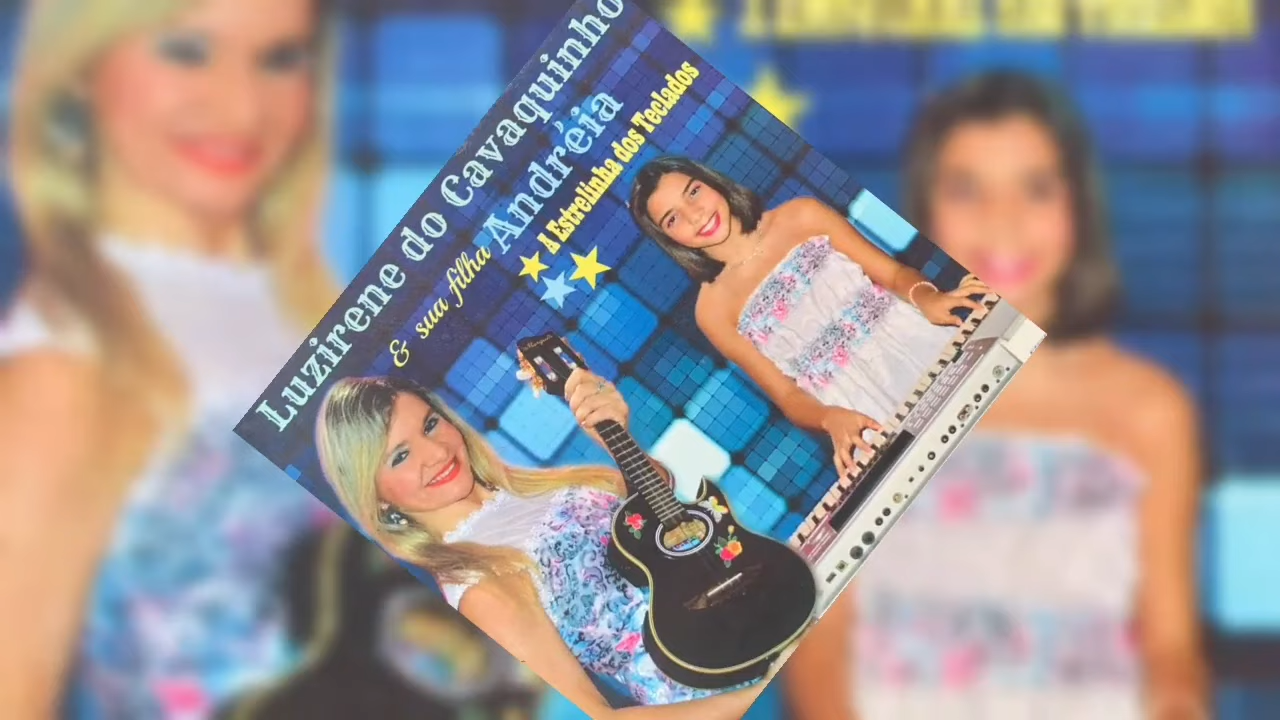 Luzirene do Cavaquinho
& sua filha Andréia
A Estrelinha dos Teclados